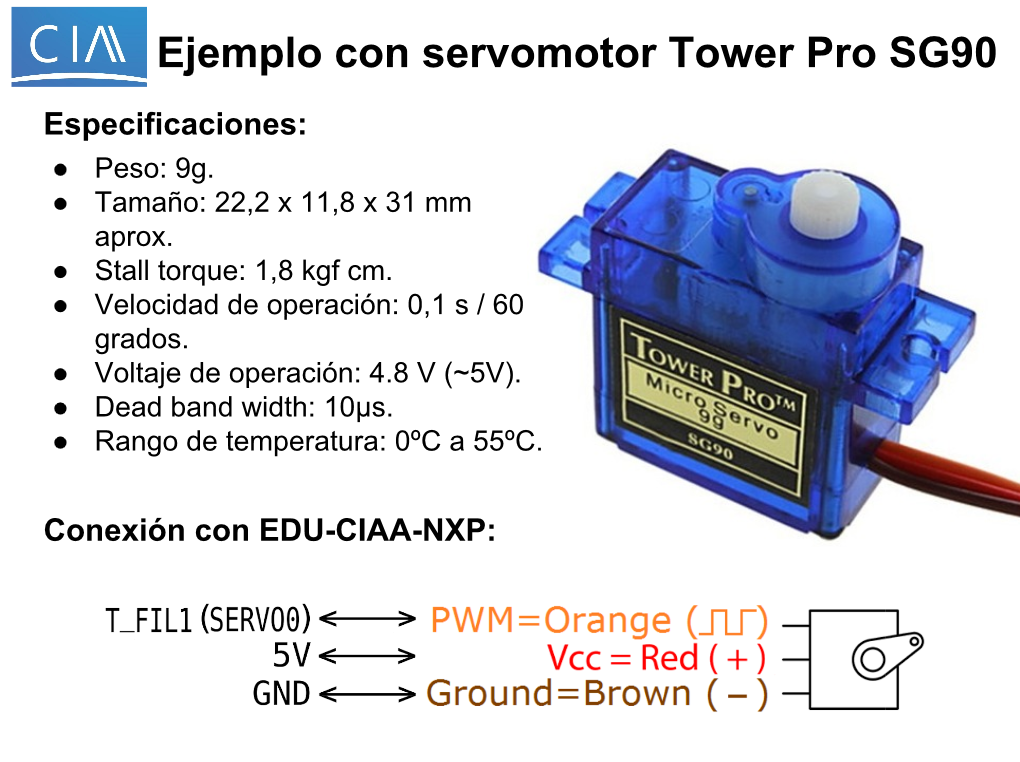 CIAA
Ejemplo con servomotor Tower Pro SG90
Especificaciones:
● Peso: 9g.
● Tamaño: 22,2 x 11,8 x 31 mm
aprox.
● Stall torque: 1,8 kgf cm.
● Velocidad de operación: 0,1 s / 60
grados.
● Voltaje de operación: 4.8 V (~5V).
● Dead band width: 10µs.
● Rango de temperatura: 0ºC a 55ºC.
TOWER PRO™
Micro Servo
9g
SG90
Conexión con EDU-CIAA-NXP:
T_FIL1(SERVO0) PWM=Orange ( )
5V Vcc = Red ( + )
GND Ground=Brown ( − )